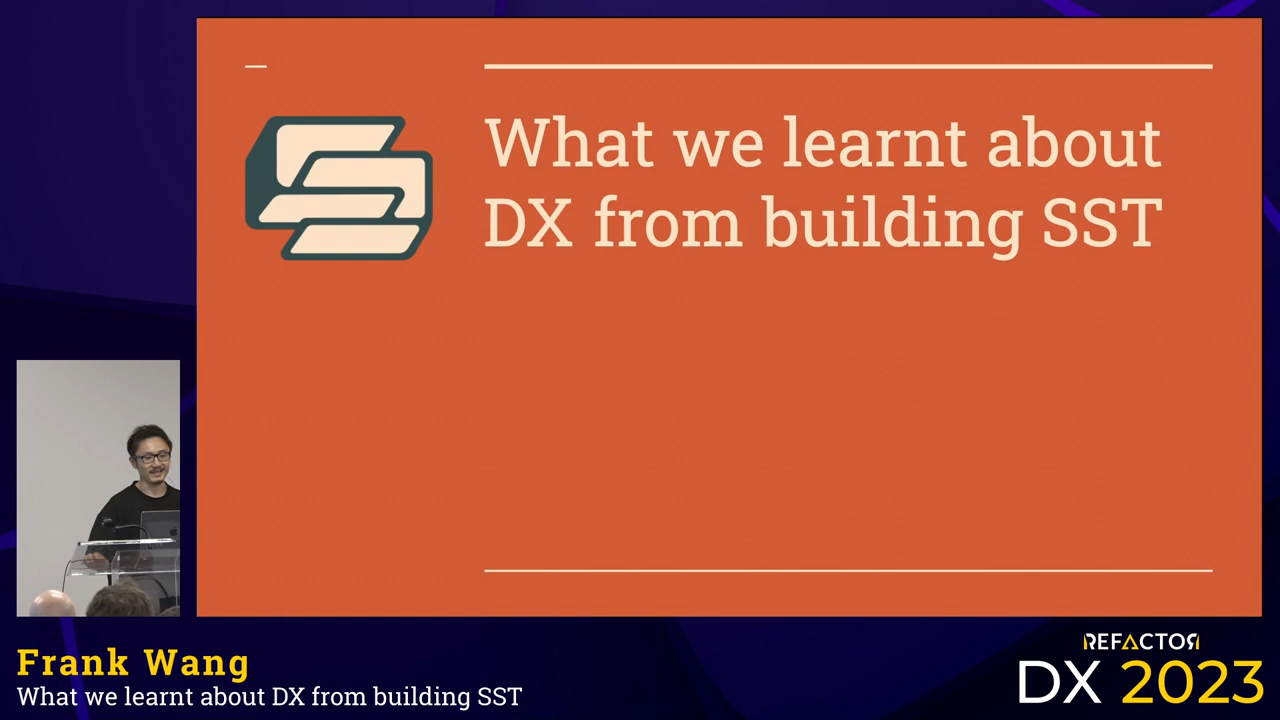 What we learnt about
DX from building SST
Frank Wang
What we learnt about DX from building SST
REFACTOR
DX 2023